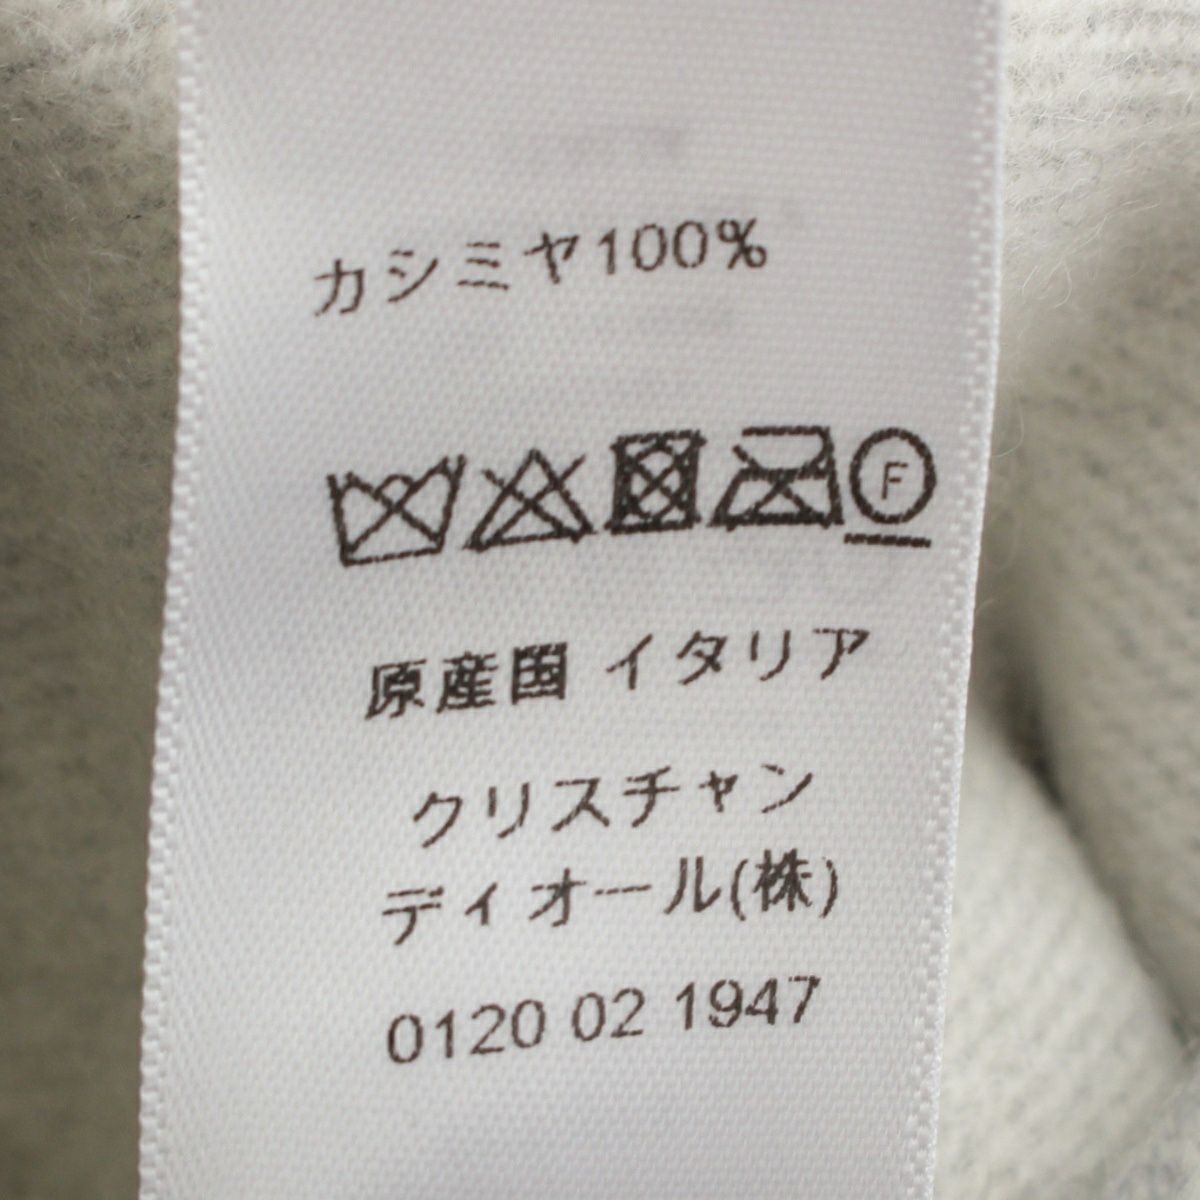 カシミヤ100%
F
原産国 イタリア
クリスチャン
ディオール(株)
0120 02 1947